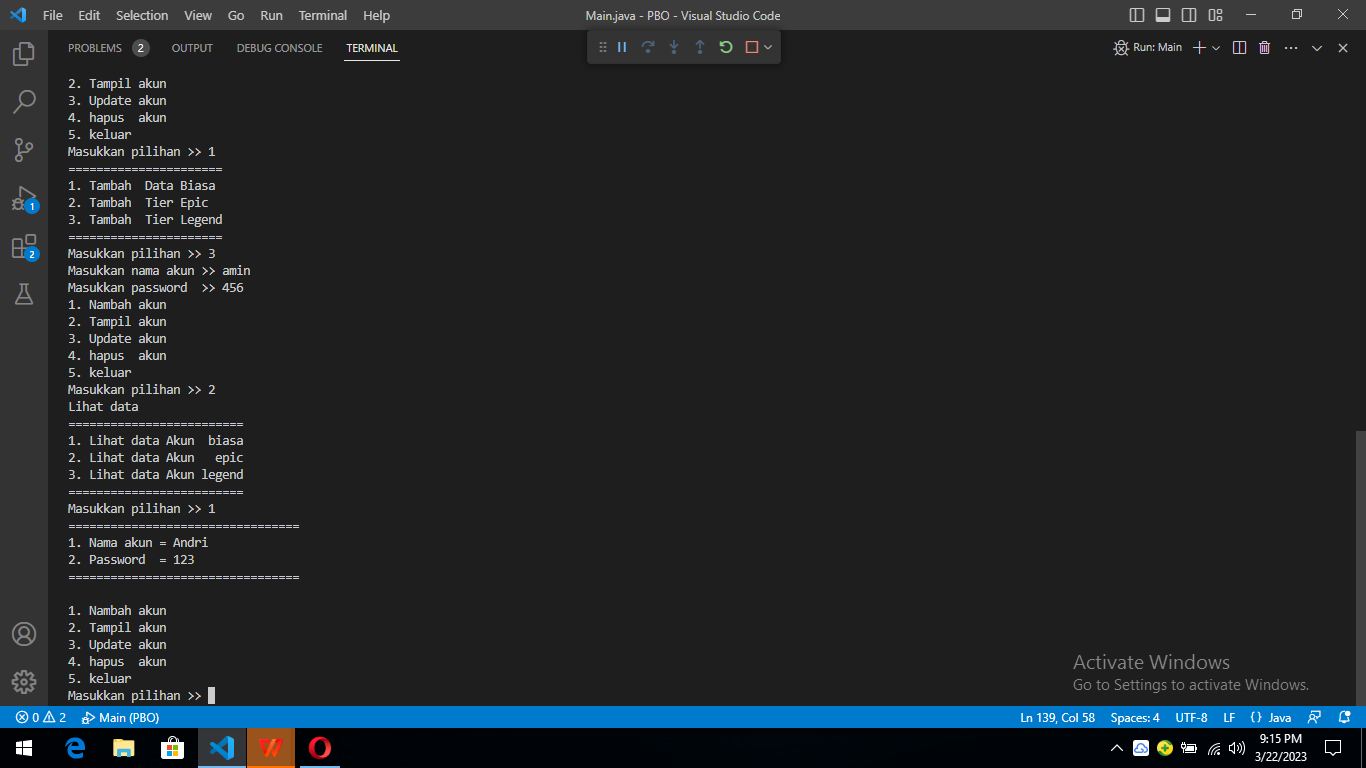 File Edit Selection View Go Run Terminal Help
Main.java - PBO - Visual Studio Code
PROBLEMS 2 OUTPUT DEBUG CONSOLE TERMINAL
Run: Main
2. Tampil akun
3. Update akun
4. hapus  akun
5. keluar
Masukkan pilihan >> 1
======================
1. Tambah  Data Biasa
2. Tambah  Tier Epic
3. Tambah  Tier Legend
======================
Masukkan pilihan >> 3
Masukkan nama akun >> amin
Masukkan password  >> 456
1. Nambah akun
2. Tampil akun
3. Update akun
4. hapus  akun
5. keluar
Masukkan pilihan >> 2
Lihat data
=========================
1. Lihat data Akun  biasa
2. Lihat data Akun   epic
3. Lihat data Akun legend
=========================
Masukkan pilihan >> 1
=================================
1. Nama akun = Andri
2. Password  = 123
=================================
1. Nambah akun
2. Tampil akun
3. Update akun
4. hapus  akun
5. keluar
Masukkan pilihan >>
1
2
Activate Windows
Go to Settings to activate Windows.
0 2 Main (PBO)
Ln 139, Col 58 Spaces: 4 UTF-8 LF {} Java
9:15 PM
3/22/2023